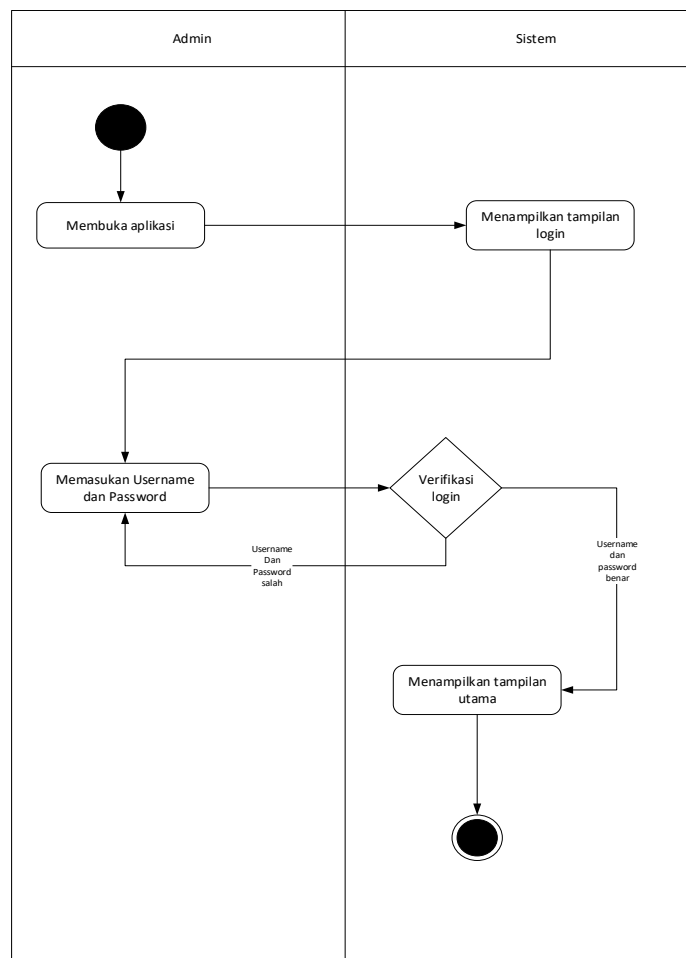 Admin
Sistem
Membuka aplikasi
Menampilkan tampilan
login
Memasukan Username
dan Password
Verifikasi
login
Username
Dan
Password
salah
Username
dan
password
benar
Menampilkan tampilan
utama